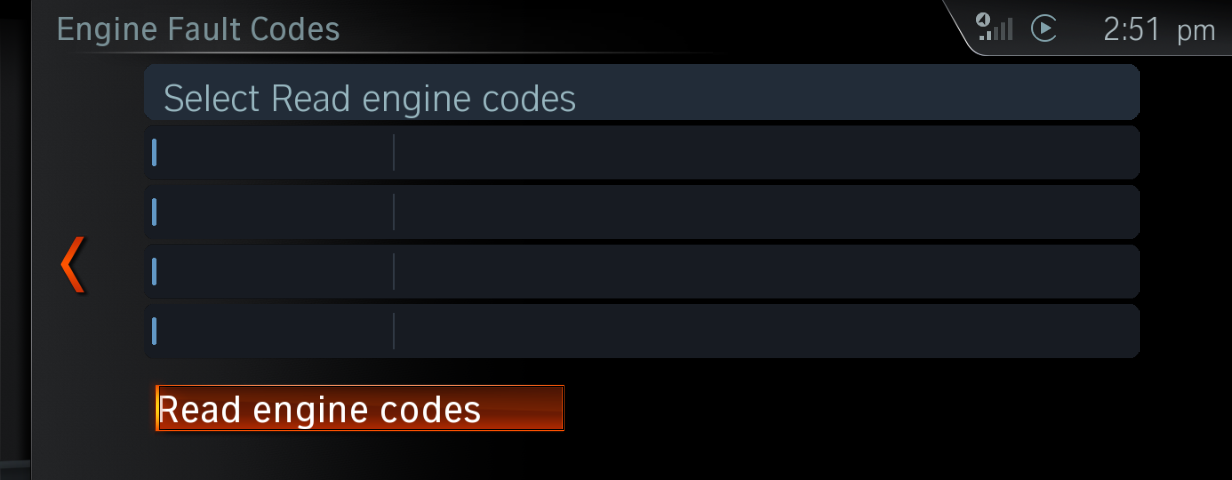 Engine Fault Codes
2:51 pm
Select Read engine codes
Read engine codes